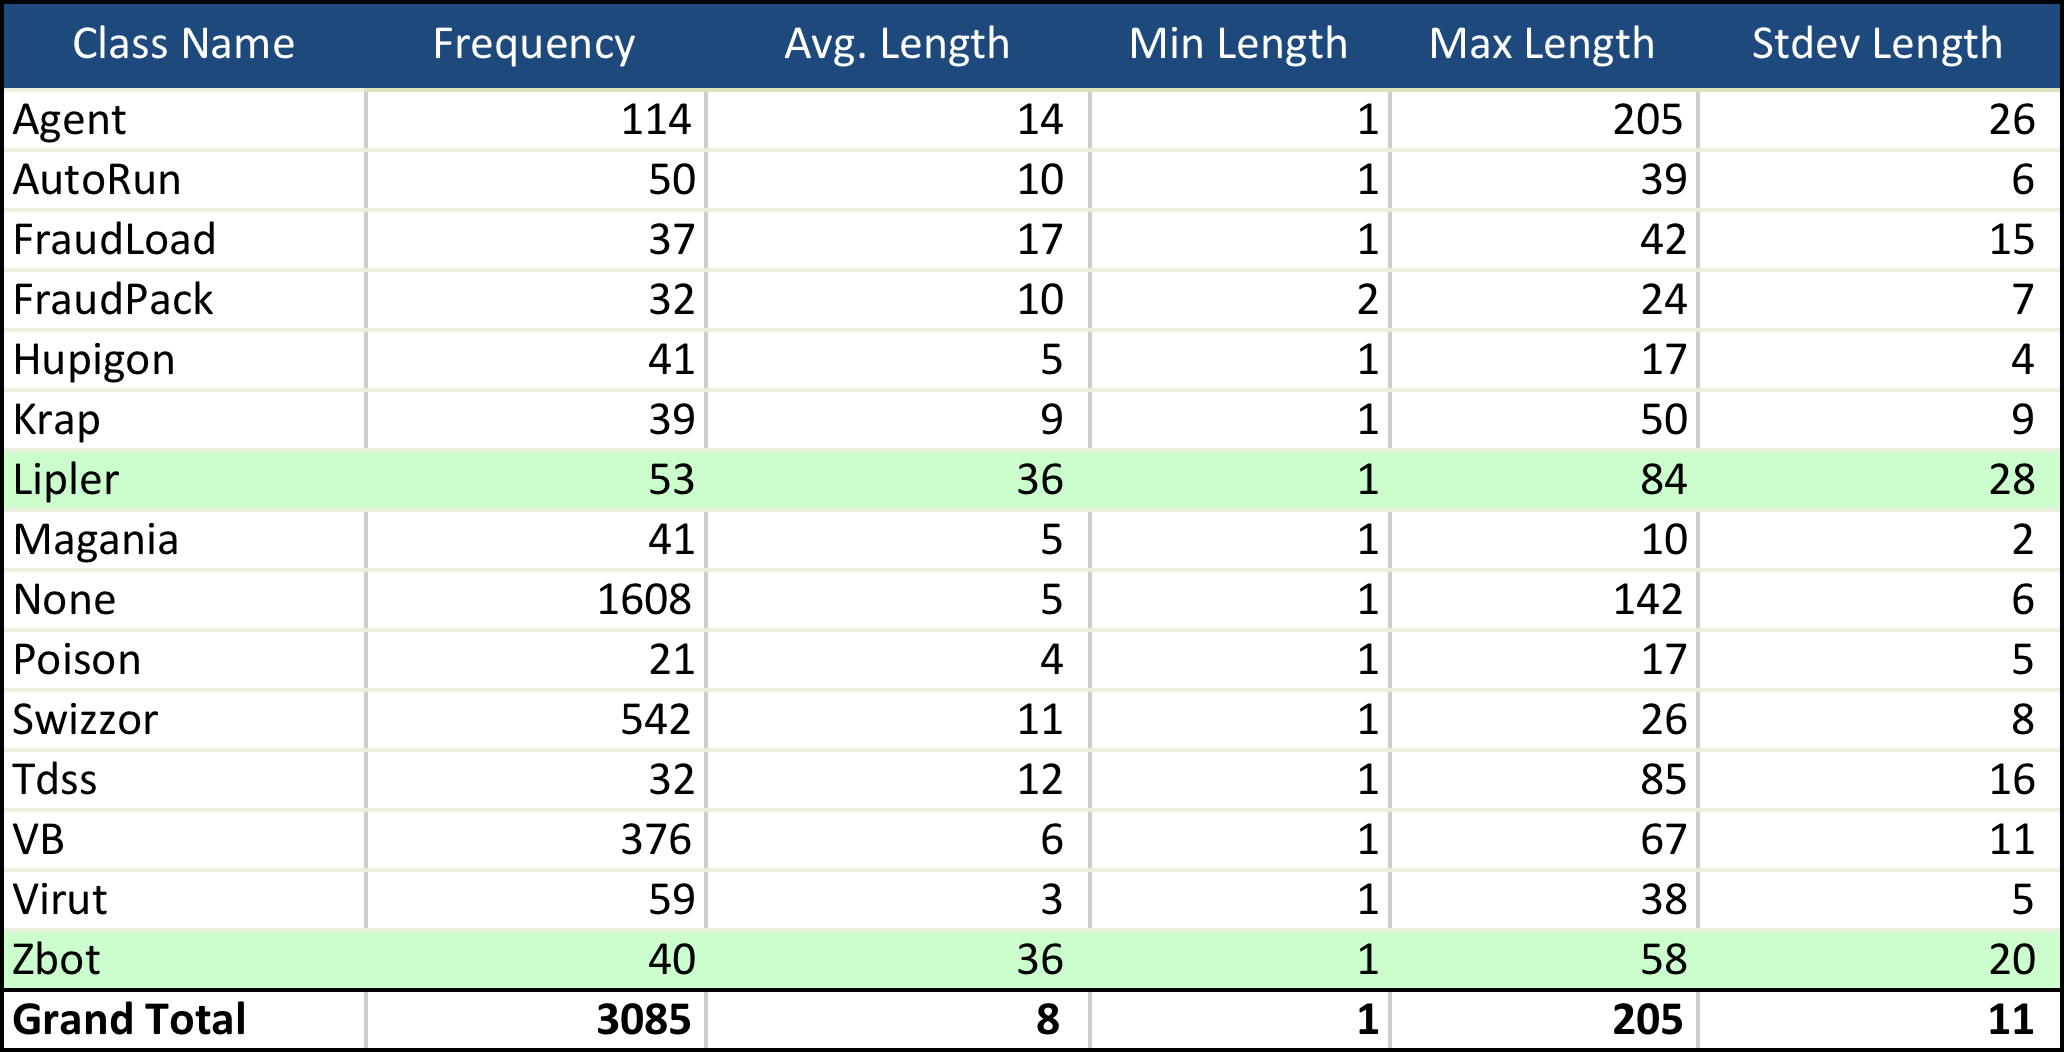 Class Name Frequency Avg. Length Min Length Max Length Stdev Length
Agent 114 14 1 205 26
AutoRun 50 10 1 39 6
FraudLoad 37 17 1 42 15
FraudPack 32 10 2 24 7
Hupigon 41 5 1 17 4
Krap 39 9 1 50 9
Lipler 53 36 1 84 28
Magania 41 5 1 10 2
None 1608 5 1 142 6
Poison 21 4 1 17 5
Swizzor 542 11 1 26 8
Tdss 32 12 1 85 16
VB 376 6 1 67 11
Virut 59 3 1 38 5
Zbot 40 36 1 58 20
Grand Total 3085 8 1 205 11